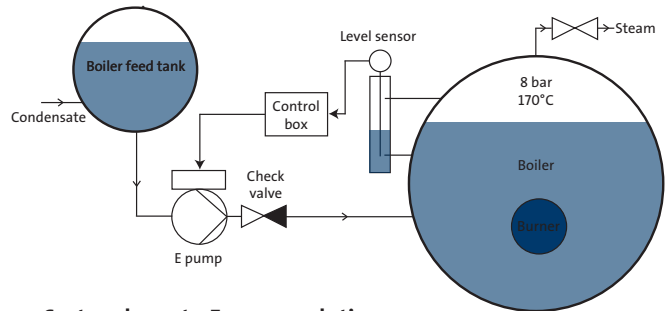 Level sensor
Steam
Boiler feed tank
8 bar
170°C
Condensate
Control
box
Check
valve
Boiler
Burner
E pump